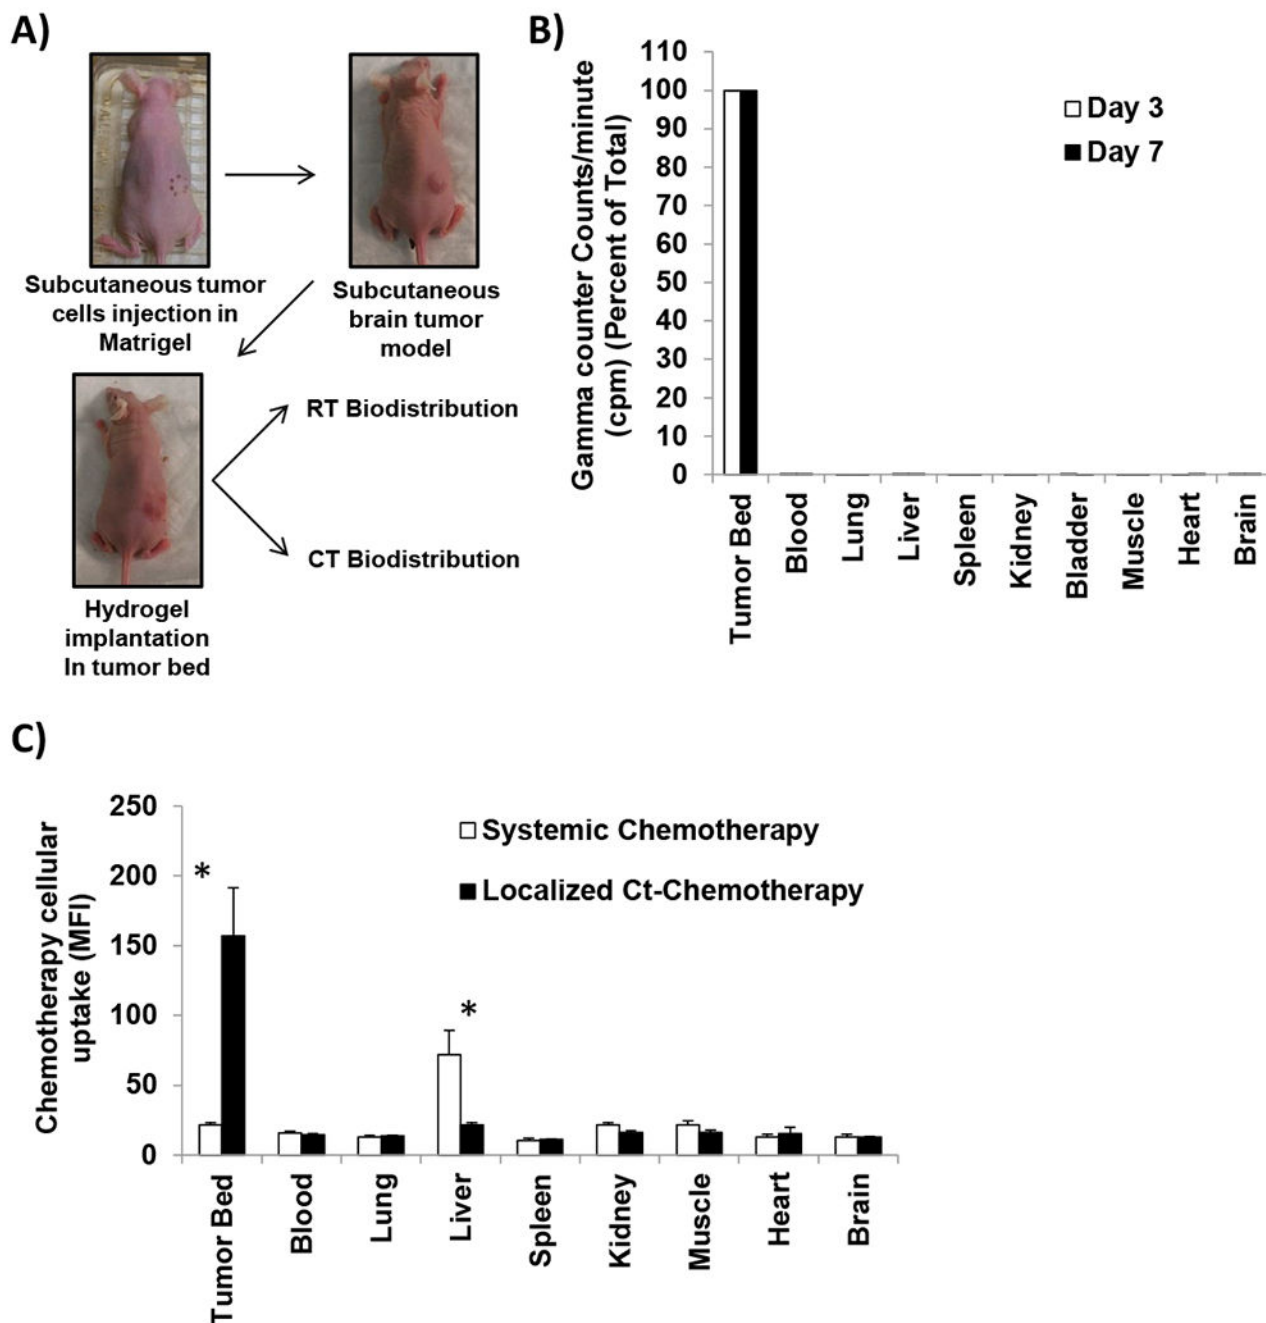 A)
Subcutaneous tumor
cells injection in
Matrigel
Subcutaneous
brain tumor
model
Hydrogel
implantation
In tumor bed
RT Biodistribution
CT Biodistribution
B)
Gamma counter Counts/minute
(cpm) (Percent of Total)
110
100
90
80
70
60
50
40
30
20
10
0
Day 3
Day 7
Tumor Bed
Blood
Lung
Liver
Spleen
Kidney
Bladder
Muscle
Heart
Brain
C)
Chemotherapy cellular
uptake (MFI)
250
200
150
100
50
0
*
*
Systemic Chemotherapy
Localized Ct-Chemotherapy
Tumor Bed
Blood
Lung
Liver
Spleen
Kidney
Muscle
Heart
Brain